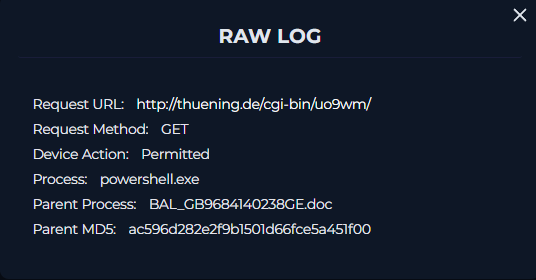 RAW LOG
Request URL: http://thuening.de/cgi-bin/uo9wm/
Request Method: GET
Device Action: Permitted
Process: powershell.exe
Parent Process: BAL_GB9684140238GE.doc
Parent MD5: ac596d282e2f9b1501d66fce5a451f00